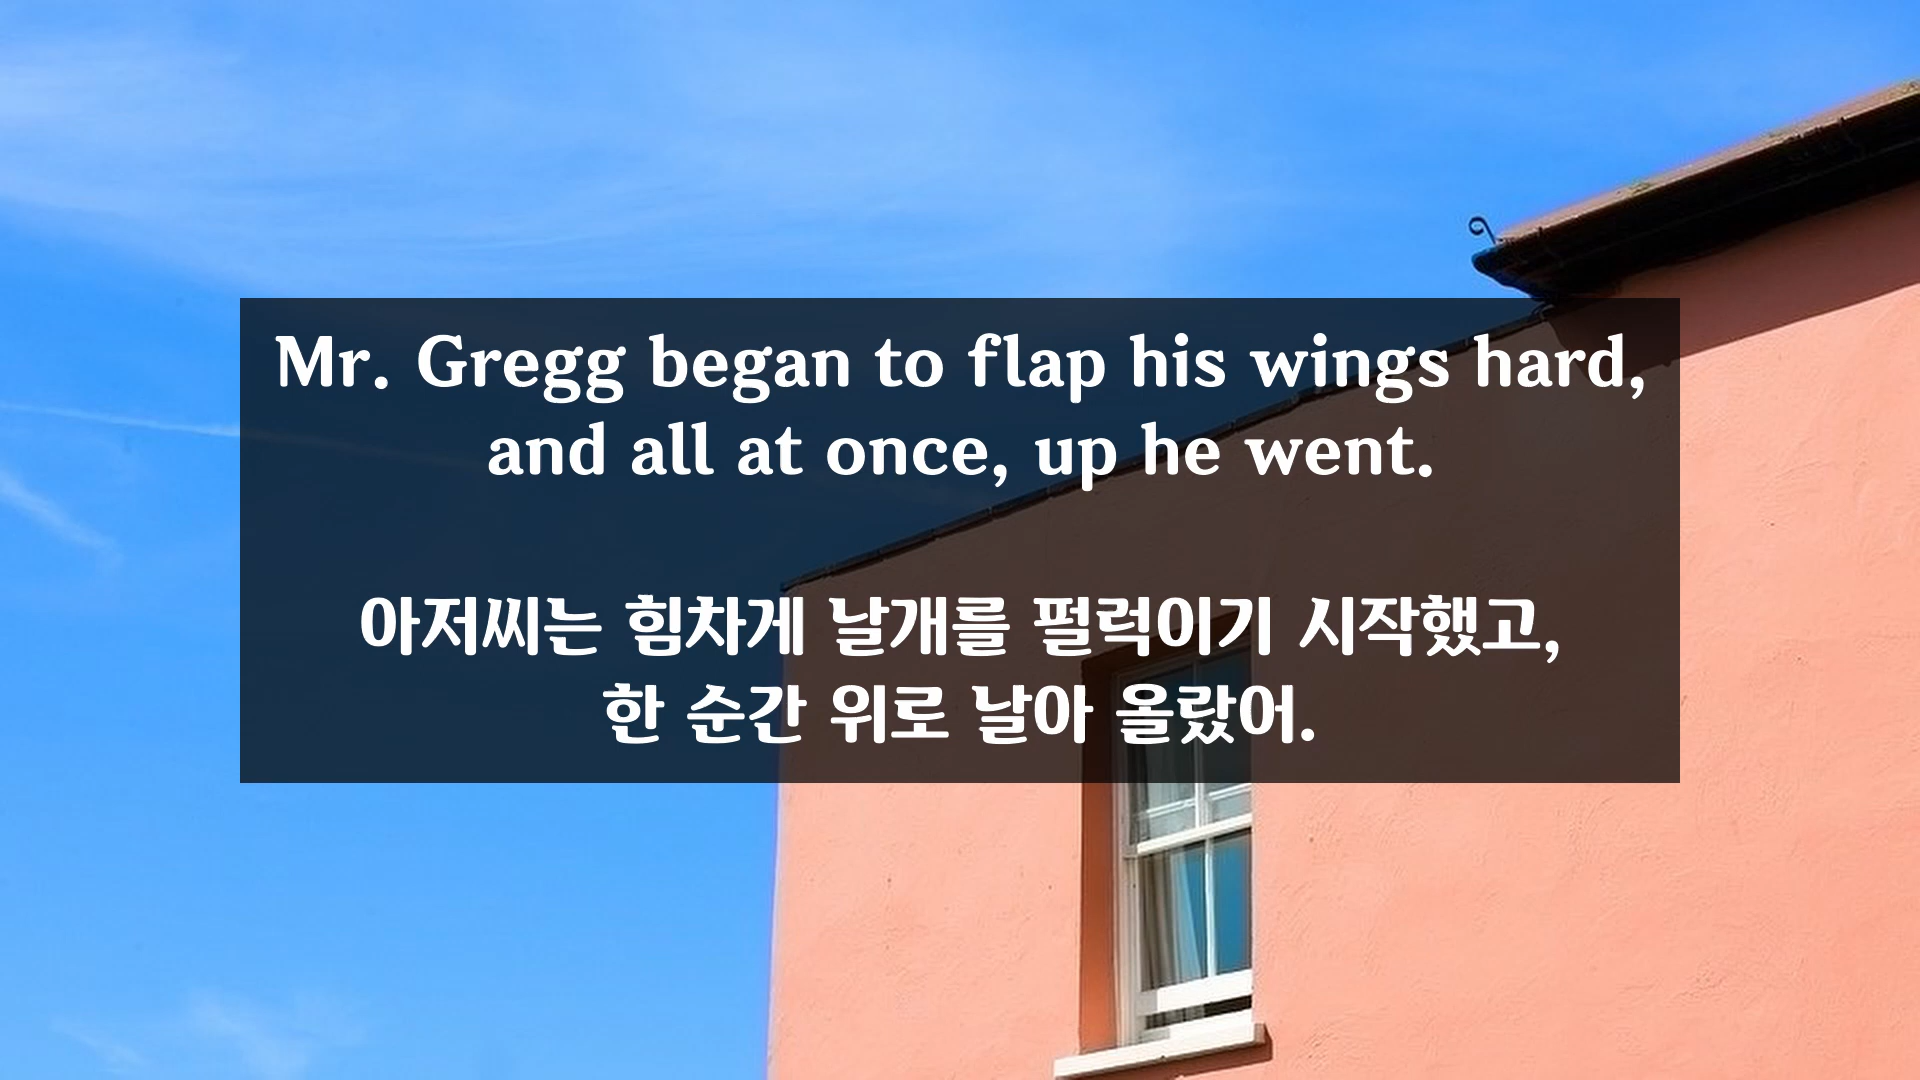 Mr. Gregg began to flap his wings hard,
and all at once, up he went.
아저씨는 힘차게 날개를 펄럭이기 시작했고,
한 순간 위로 날아 올랐어.